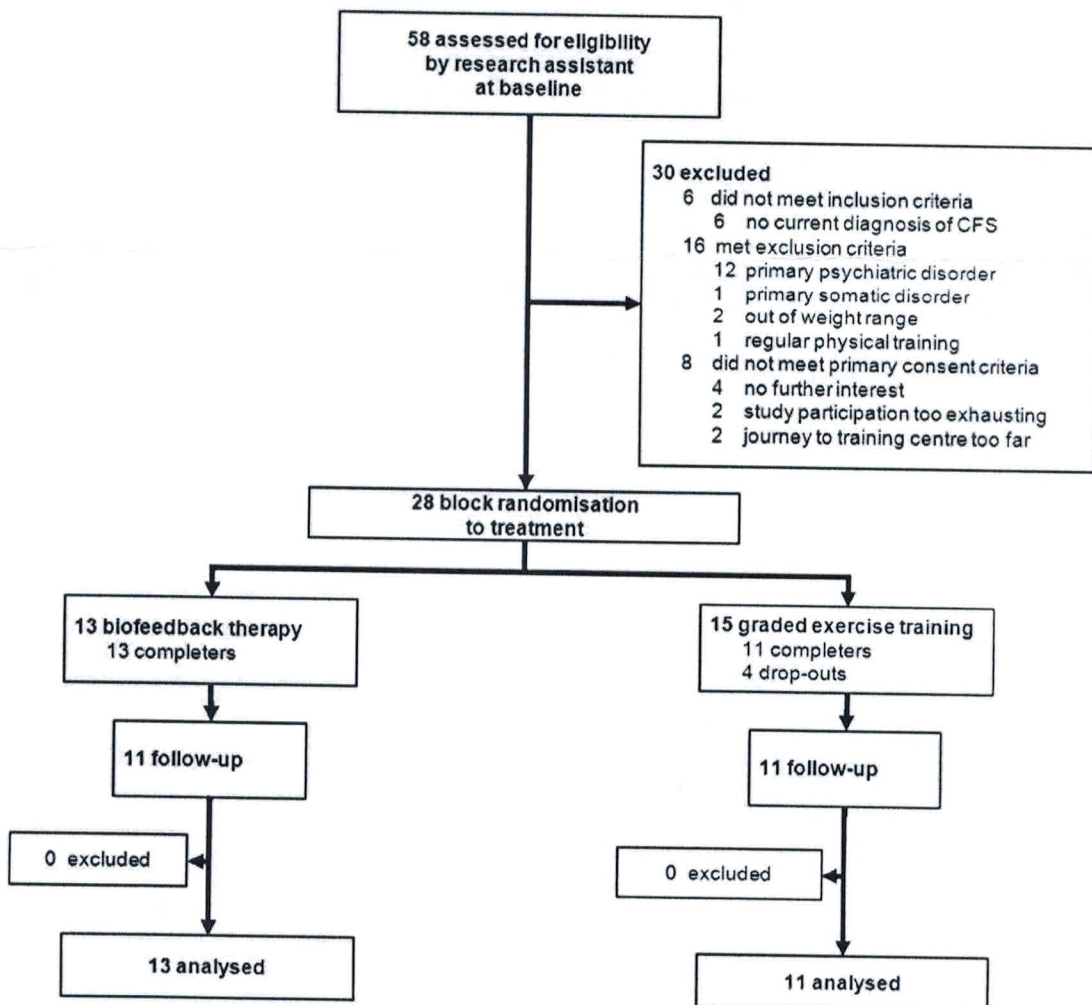 58 assessed for eligibility
by research assistant
at baseline
30 excluded
6 did not meet inclusion criteria
6 no current diagnosis of CFS
16 met exclusion criteria
12 primary psychiatric disorder
1 primary somatic disorder
2 out of weight range
1 regular physical training
8 did not meet primary consent criteria
4 no further interest
2 study participation too exhausting
2 journey to training centre too far
28 block randomisation
to treatment
13 biofeedback therapy
13 completers
15 graded exercise training
11 completers
4 drop-outs
11 follow-up
11 follow-up
0 excluded
0 excluded
13 analysed
11 analysed